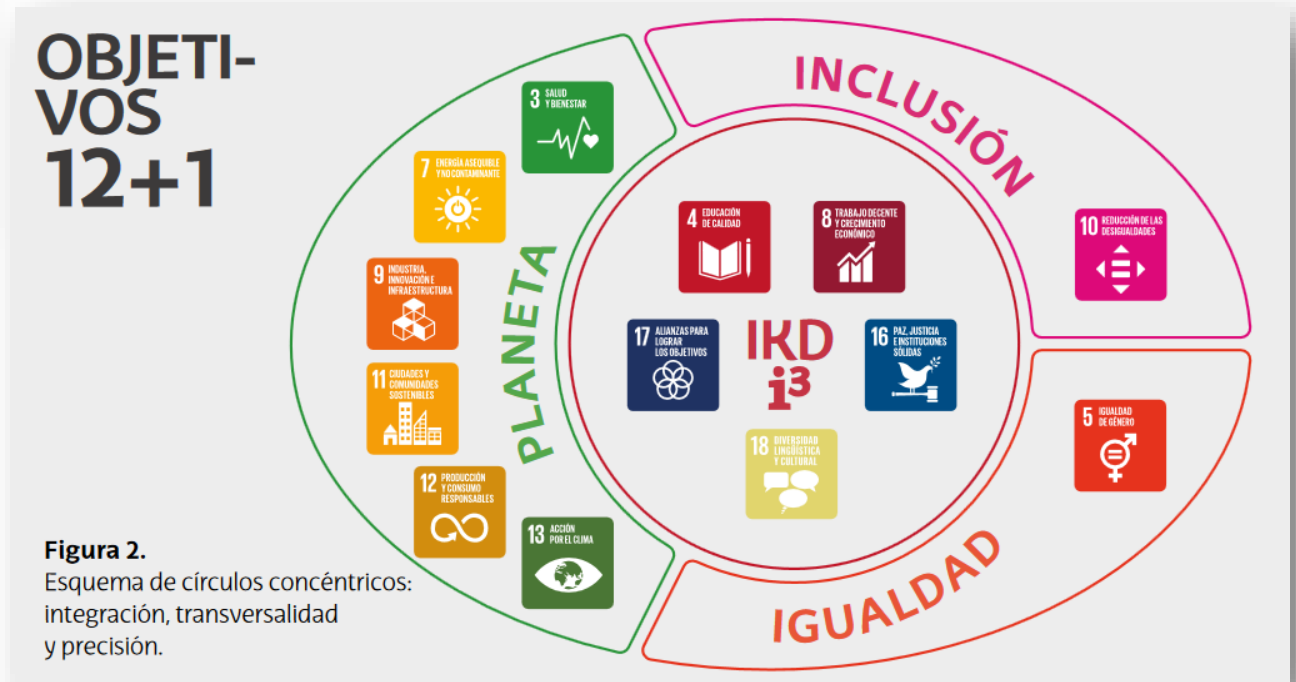 OBJETI-
VOS
12+1
INCLUSIÓN
3 SALUD
Y BIENESTAR
7 ENERGÍA ASEQUIBLE
Y NO CONTAMINANTE
9 INDUSTRIA,
INNOVACIÓN E
INFRAESTRUCTURA
11 CIUDADES Y
COMUNIDADES
SOSTENIBLES
12 PRODUCCIÓN
Y CONSUMO
RESPONSABLES
13 ACCIÓN
POR EL CLIMA
PLANETA
4 EDUCACIÓN
DE CALIDAD
8 TRABAJO DECENTE
Y CRECIMIENTO
ECONÓMICO
17 ALIANZAS PARA
LOGRAR
LOS OBJETIVOS
IKD
i³
16 PAZ, JUSTICIA
E INSTITUCIONES
SÓLIDAS
18 DIVERSIDAD
LINGÜÍSTICA
Y CULTURAL
10 REDUCCIÓN DE LAS
DESIGUALDADES
5 IGUALDAD
DE GÉNERO
IGUALDAD
Figura 2.
Esquema de círculos concéntricos:
integración, transversalidad
y precisión.